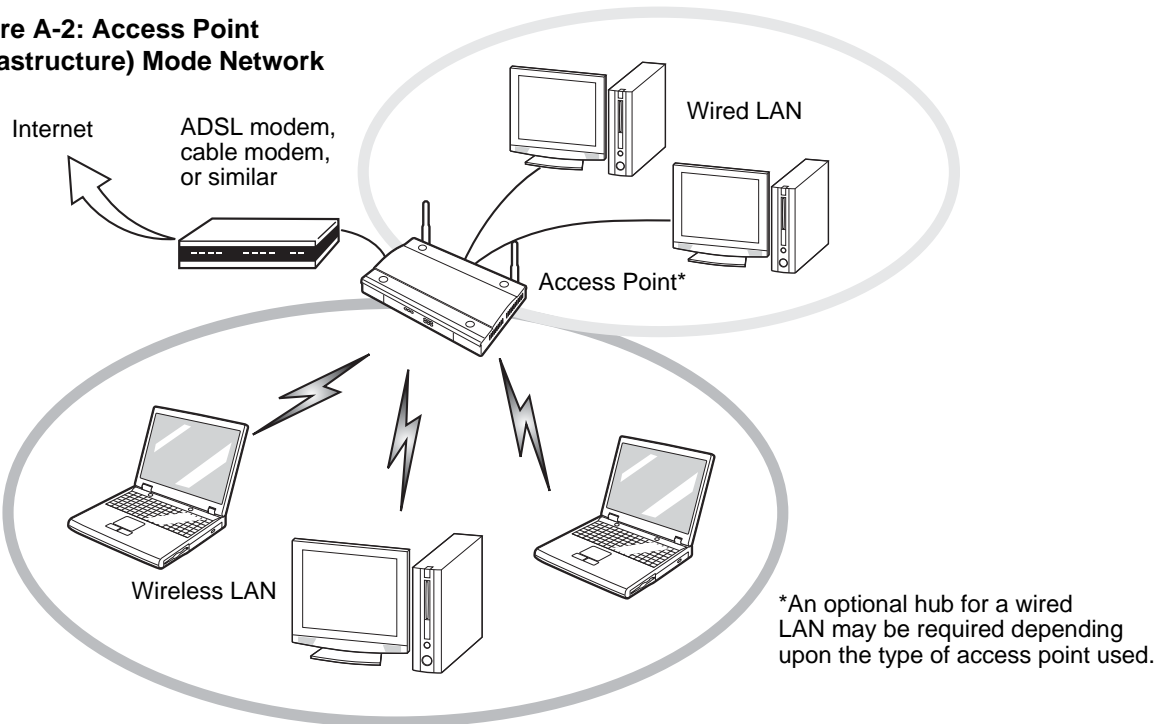 re A-2: Access Point
astructure) Mode Network
Internet
ADSL modem,
cable modem,
or similar
Wired LAN
Access Point*
Wireless LAN
*An optional hub for a wired
LAN may be required depending
upon the type of access point used.